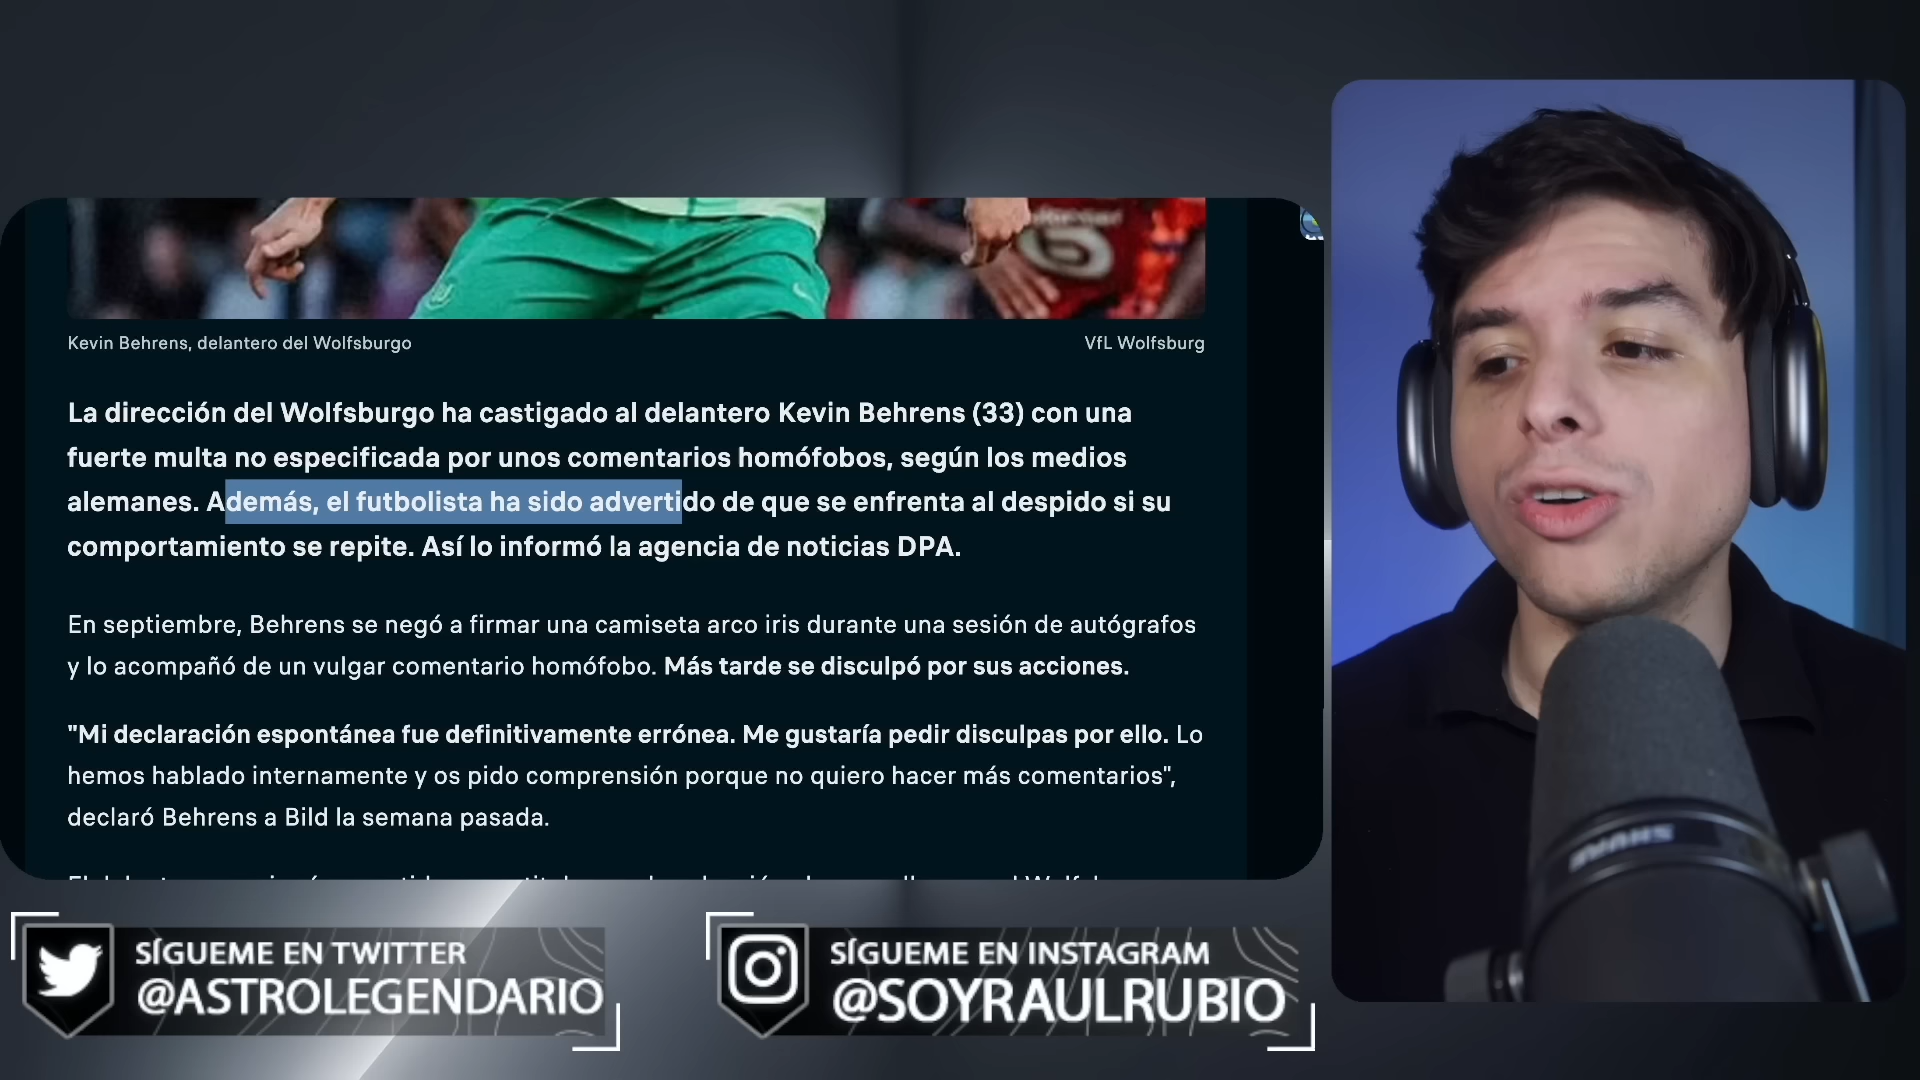 Kevin Behrens, delantero del Wolfsburgo
VfL Wolfsburg
La dirección del Wolfsburgo ha castigado al delantero Kevin Behrens (33) con una
fuerte multa no especificada por unos comentarios homófobos, según los medios
alemanes. Además, el futbolista ha sido advertido de que se enfrenta al despido si su
comportamiento se repite. Así lo informó la agencia de noticias DPA.
En septiembre, Behrens se negó a firmar una camiseta arco iris durante una sesión de autógrafos
y lo acompañó de un vulgar comentario homófobo. Más tarde se disculpó por sus acciones.
"Mi declaración espontánea fue definitivamente errónea. Me gustaría pedir disculpas por ello. Lo
hemos hablado internamente y os pido comprensión porque no quiero hacer más comentarios",
declaró Behrens a Bild la semana pasada.
SÍGUEME EN TWITTER
@ASTROLEGENDARIO
SÍGUEME EN INSTAGRAM
@SOYRAULRUBIO
SHURE